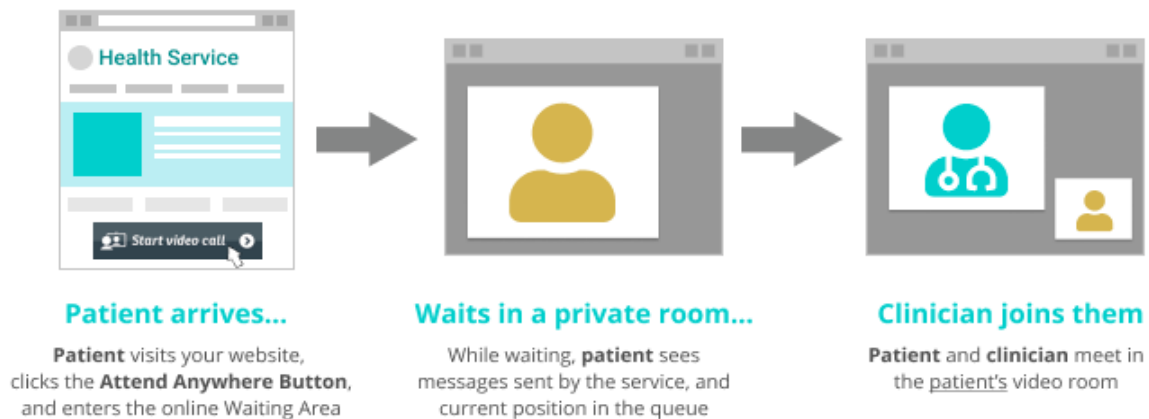 Health Service
Start video call
Patient arrives...
Patient visits your website,
clicks the Attend Anywhere Button,
and enters the online Waiting Area
Waits in a private room...
While waiting, patient sees
messages sent by the service, and
current position in the queue
Clinician joins them
Patient and clinician meet in
the patient's video room